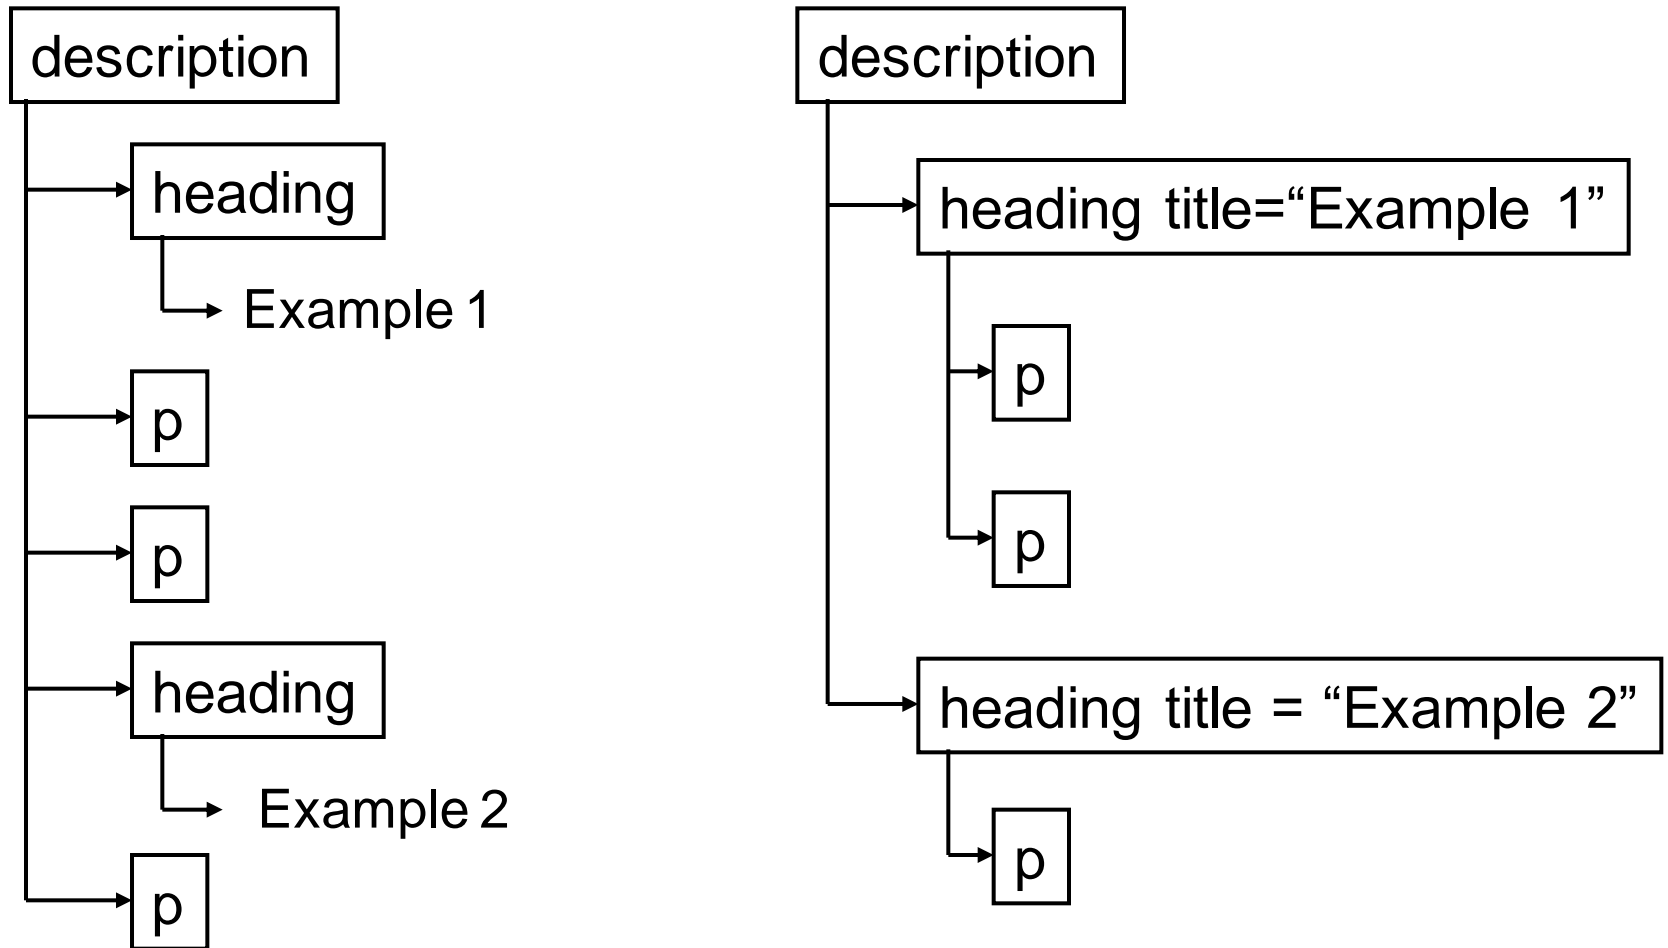 description
heading
Example 1
p
p
heading
Example 2
p
description
heading title=“Example 1”
p
p
heading title = “Example 2”
p